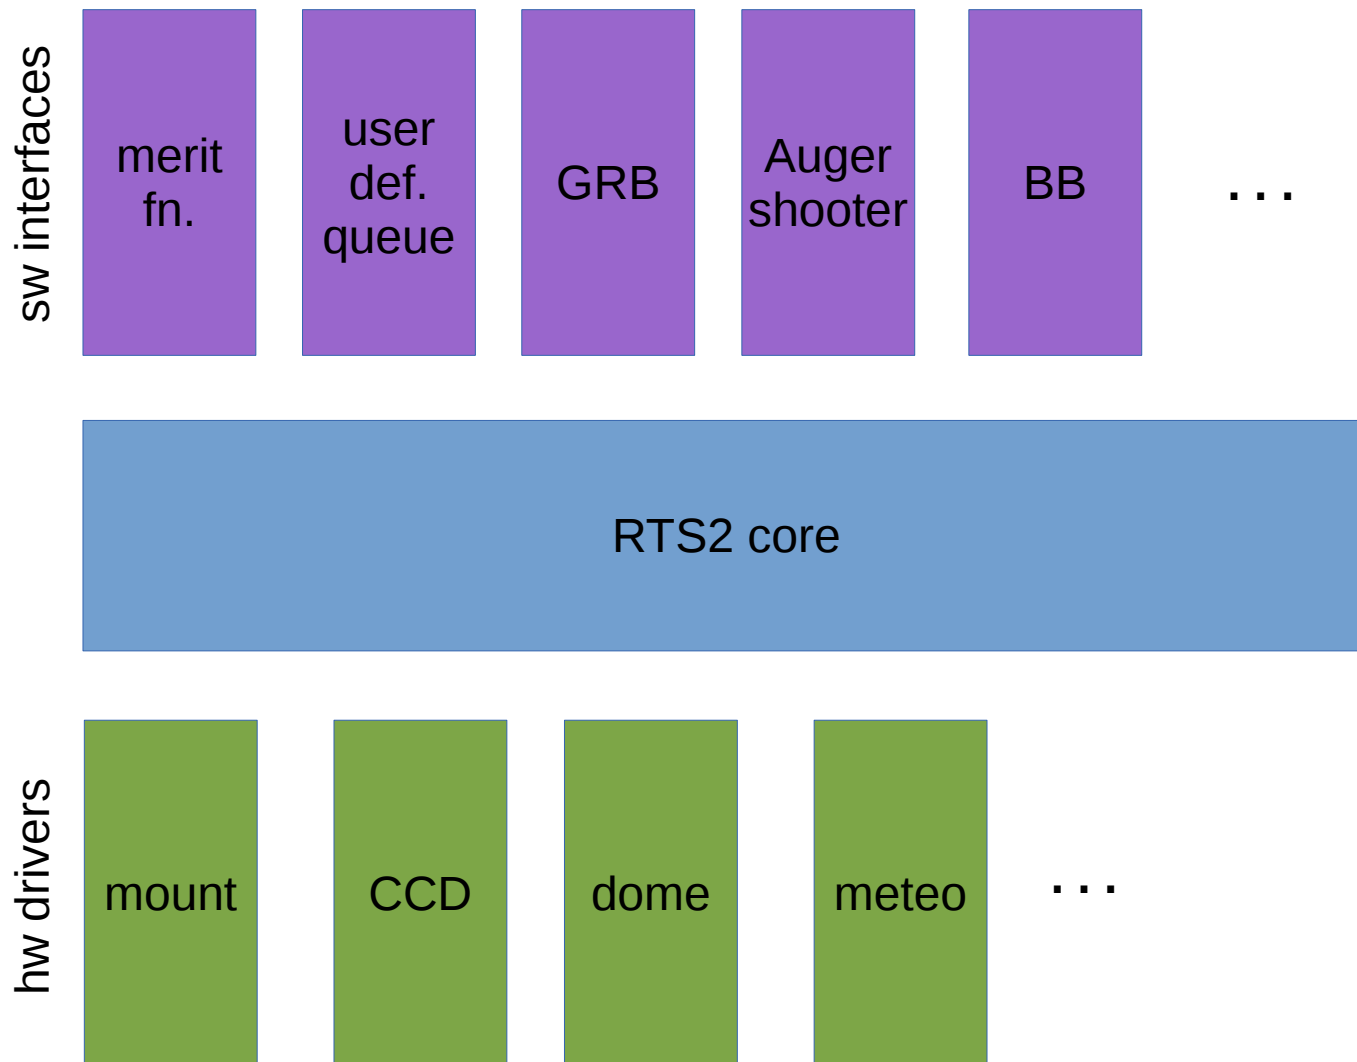 sw interfaces
merit
fn.
user
def.
queue
GRB
Auger
shooter
BB
...
RTS2 core
hw drivers
mount
CCD
dome
meteo
...